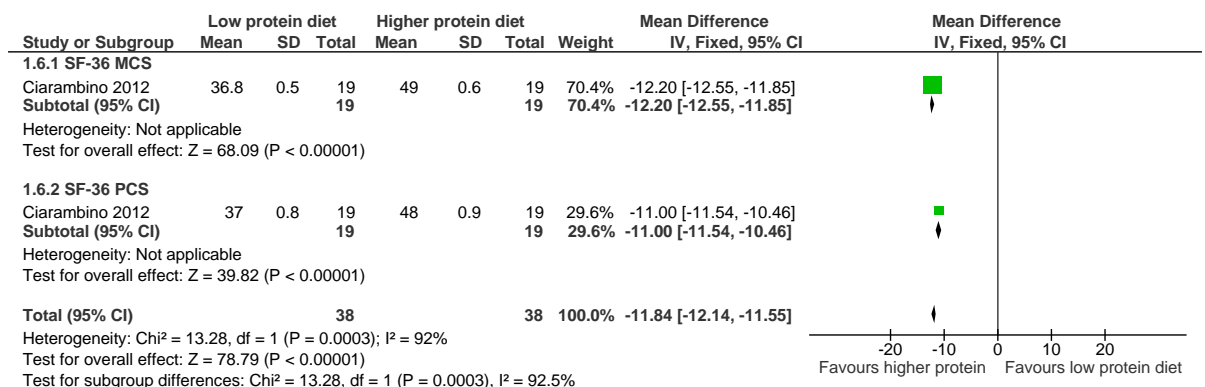 Low protein diet Higher protein diet Mean Difference Mean Difference
Study or Subgroup Mean SD Total Mean SD Total Weight IV, Fixed, 95% CI IV, Fixed, 95% CI
1.6.1 SF-36 MCS
Ciarambino 2012 36.8 0.5 19 49 0.6 19 70.4% -12.20 [-12.55, -11.85]
Subtotal (95% CI) 19 19 70.4% -12.20 [-12.55, -11.85]
Heterogeneity: Not applicable
Test for overall effect: Z = 68.09 (P < 0.00001)
1.6.2 SF-36 PCS
Ciarambino 2012 37 0.8 19 48 0.9 19 29.6% -11.00 [-11.54, -10.46]
Subtotal (95% CI) 19 19 29.6% -11.00 [-11.54, -10.46]
Heterogeneity: Not applicable
Test for overall effect: Z = 39.82 (P < 0.00001)
Total (95% CI) 38 38 100.0% -11.84 [-12.14, -11.55]
Heterogeneity: Chi² = 13.28, df = 1 (P = 0.0003); I² = 92%
Test for overall effect: Z = 78.79 (P < 0.00001)
Test for subgroup differences: Chi² = 13.28, df = 1 (P = 0.0003), I² = 92.5%
-20 -10 0 10 20
Favours higher protein Favours low protein diet